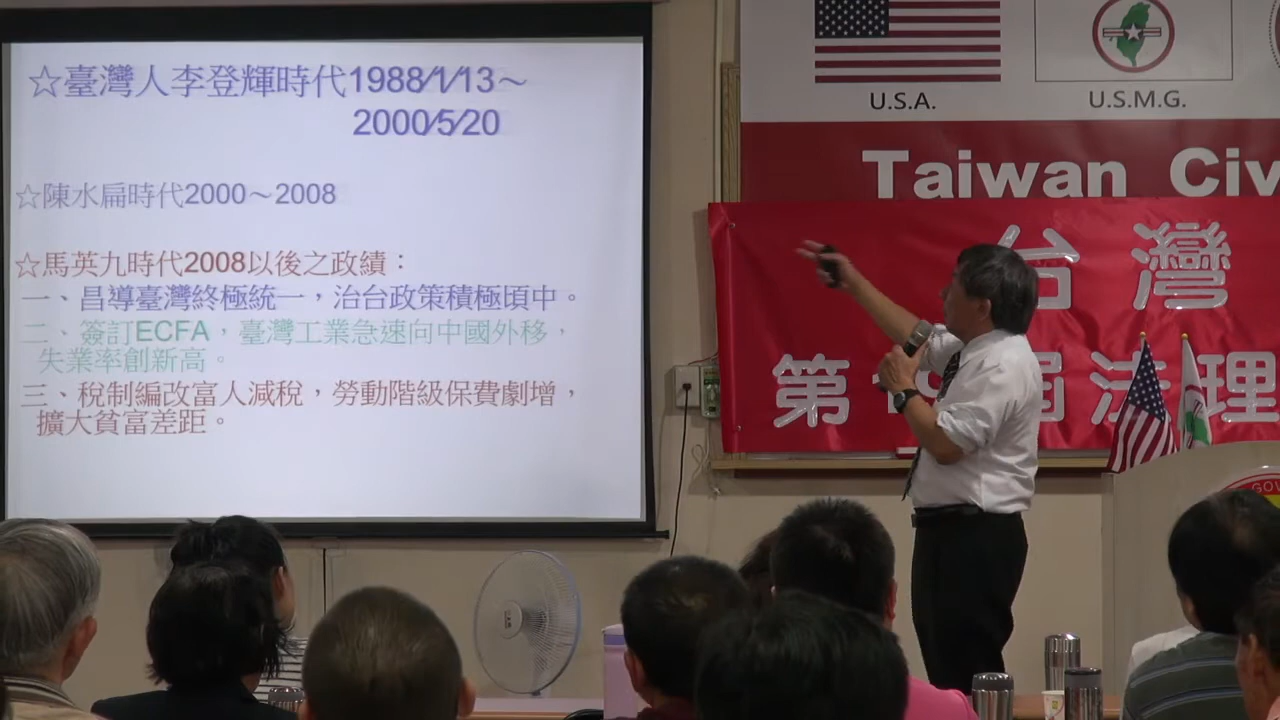 ☆臺灣人李登輝時代1988/1/13～
2000/5/20
☆陳水扁時代2000～2008
☆馬英九時代2008以後之政績：
一、昌導臺灣終極統一，治台政策積極頃中。
二、簽訂ECFA，臺灣工業急速向中國外移，
失業率創新高。
三、稅制編改富人減稅，勞動階級保費劇增，
擴大貧富差距。
U.S.A.
U.S.M.G.
Taiwan Civ
台灣
第 屆法理
GOV